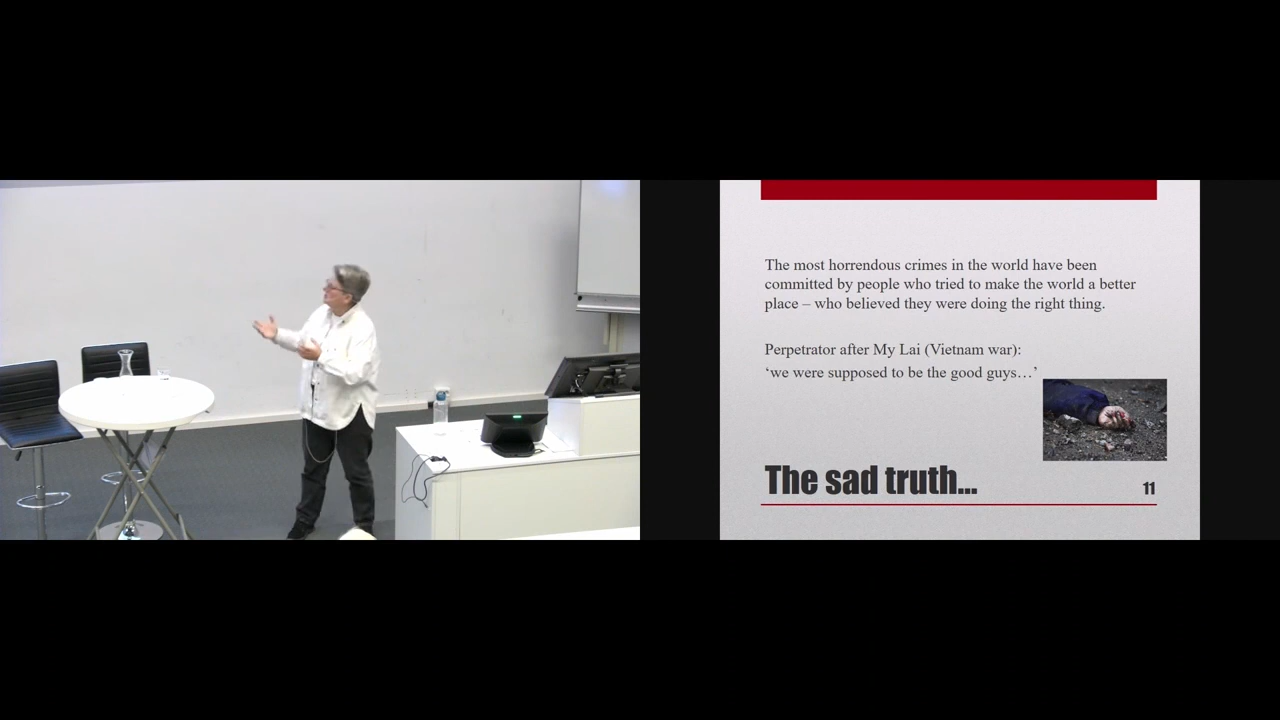 The most horrendous crimes in the world have been
committed by people who tried to make the world a better
place – who believed they were doing the right thing.
Perpetrator after My Lai (Vietnam war):
‘we were supposed to be the good guys…’
The sad truth...
11